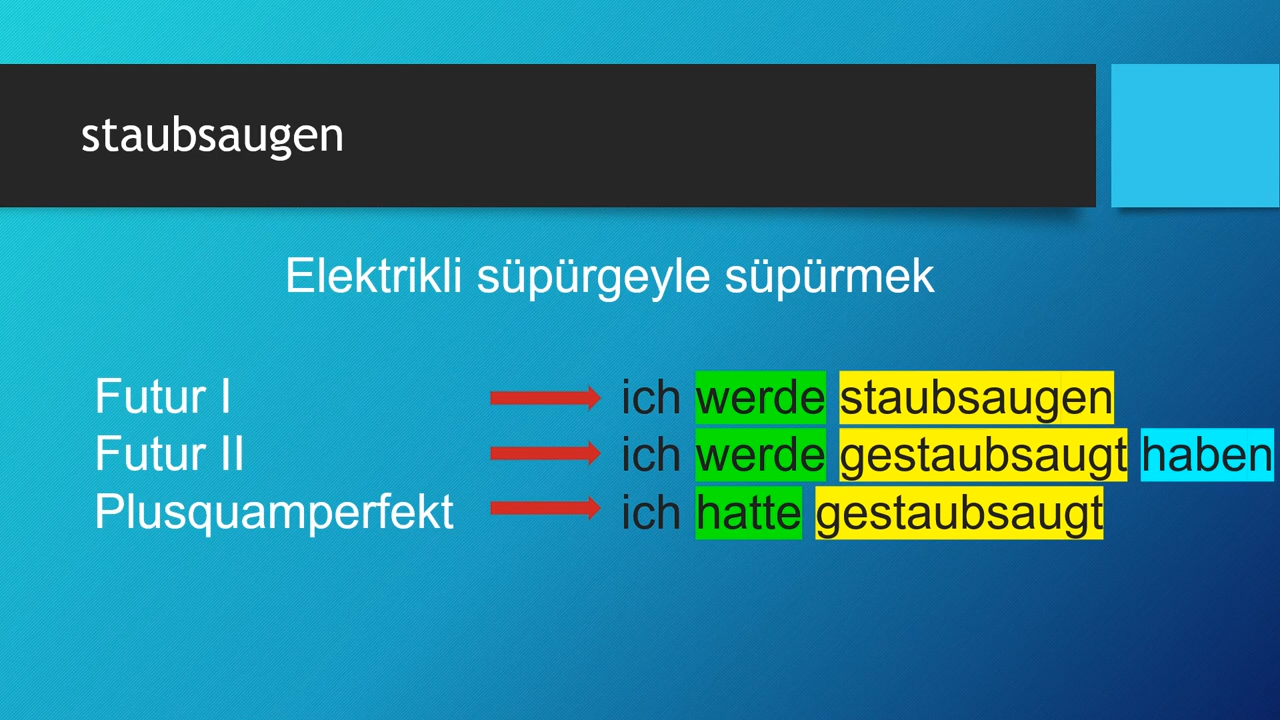 staubsaugen
Elektrikli süpürgeyle süpürmek
Futur I ich werde staubsaugen
Futur II ich werde gestaubsaugt haben
Plusquamperfekt ich hatte gestaubsaugt